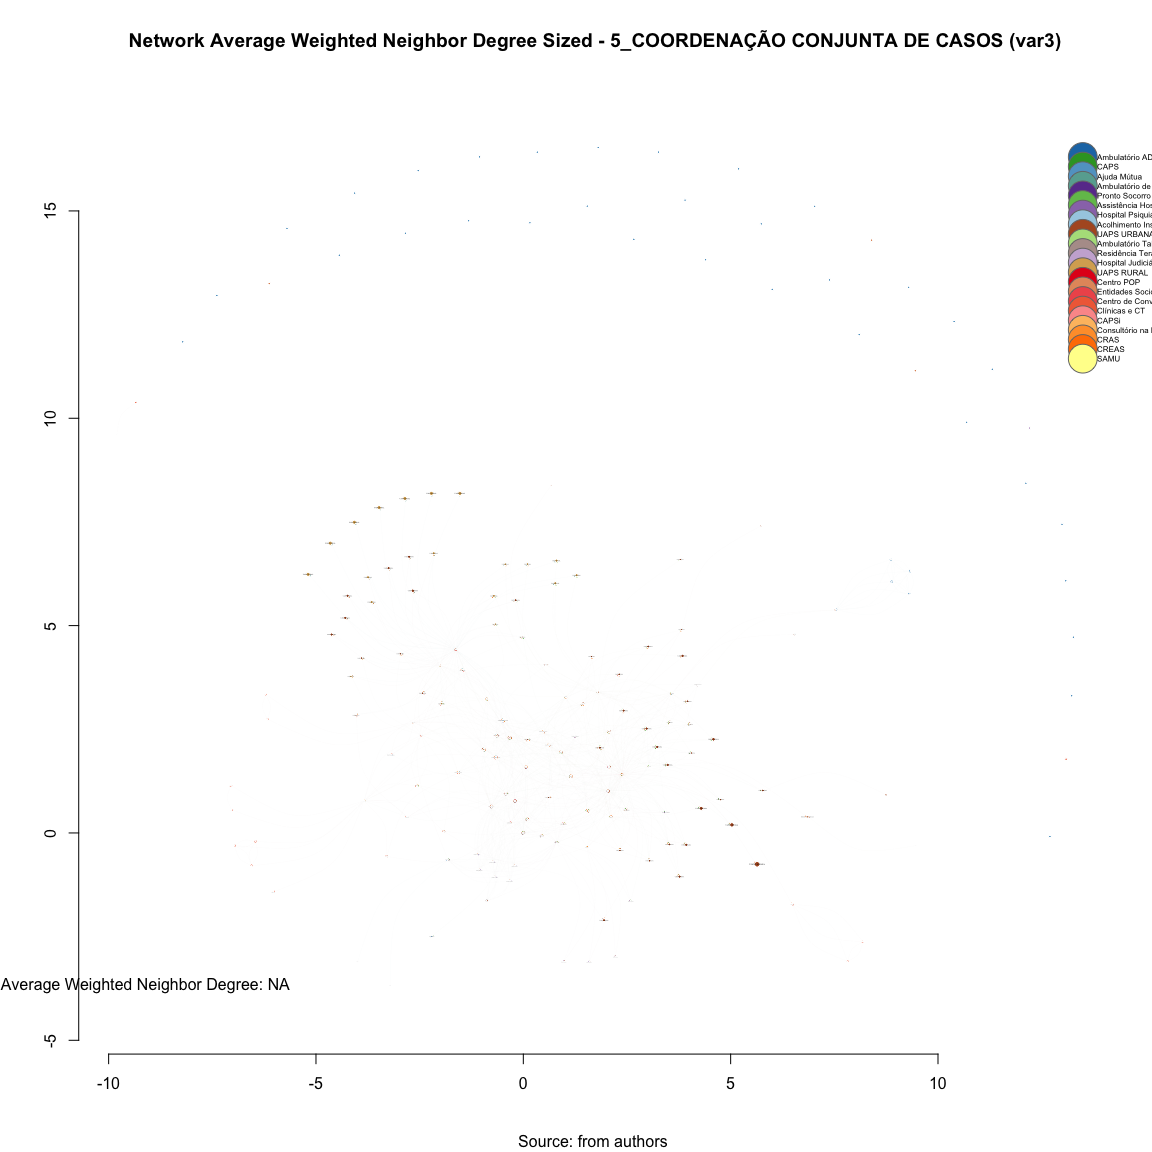 Network Average Weighted Neighbor Degree Sized - 5_COORDENAÇÃO CONJUNTA DE CASOS (var3)
Ambulatório AD
CAPS
Ajuda Mútua
Ambulatório de
Pronto Socorro
Assistência Hos
Hospital Psiquiá
Acolhimento Ins
UAPS URBANA
Ambulatório Ta
Residência Tera
Hospital Judiciá
UAPS RURAL
Centro POP
Entidades Socio
Centro de Conv
Clínicas e CT
CAPSi
Consultório na
CRAS
CREAS
SAMU
15
10
5
0
-5
Average Weighted Neighbor Degree: NA
-10 -5 0 5 10
Source: from authors